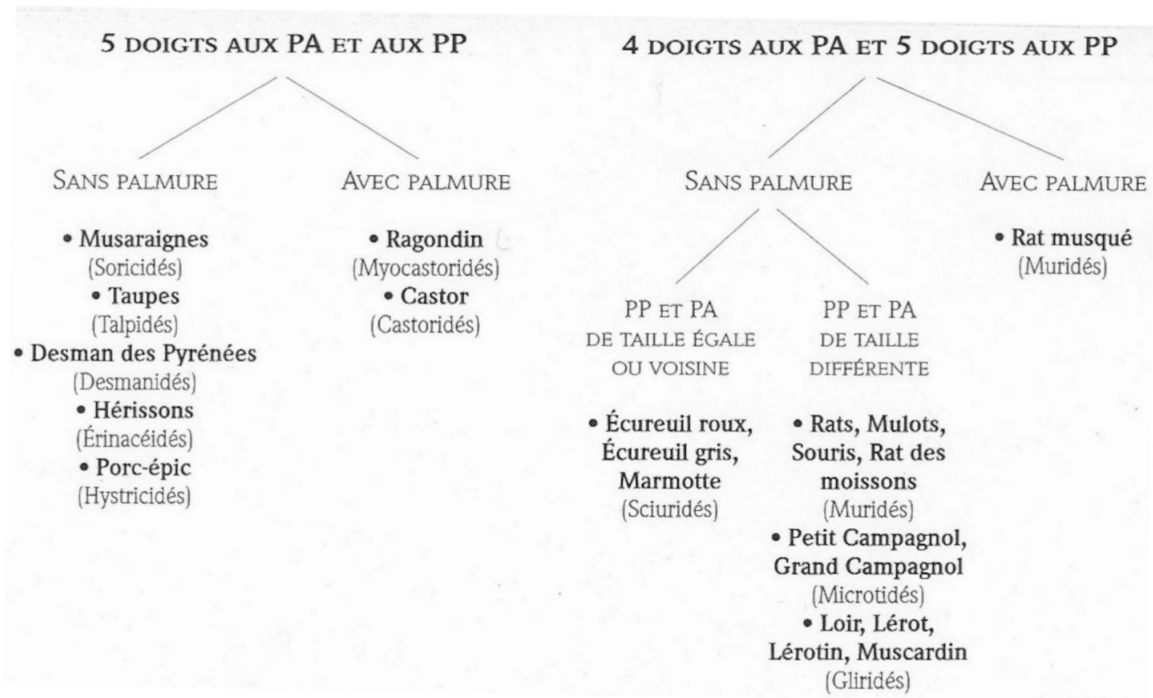 5 DOIGTS AUX PA ET AUX PP
SANS PALMURE
• Musaraignes
(Soricidés)
• Taupes
(Talpidés)
• Desman des Pyrénées
(Desmanidés)
• Hérissons
(Érinacéidés)
• Porc-épic
(Hystricidés)
AVEC PALMURE
• Ragondin
(Myocastoridés)
• Castor
(Castoridés)
4 DOIGTS AUX PA ET 5 DOIGTS AUX PP
SANS PALMURE
PP ET PA
DE TAILLE ÉGALE
OU VOISINE
• Écureuil roux,
Écureuil gris,
Marmotte
(Sciuridés)
PP ET PA
DE TAILLE
DIFFÉRENTE
• Rats, Mulots,
Souris, Rat des
moissons
(Muridés)
• Petit Campagnol,
Grand Campagnol
(Microtidés)
• Loir, Lérot,
Lérotin, Muscardin
(Gliridés)
AVEC PALMURE
• Rat musqué
(Muridés)